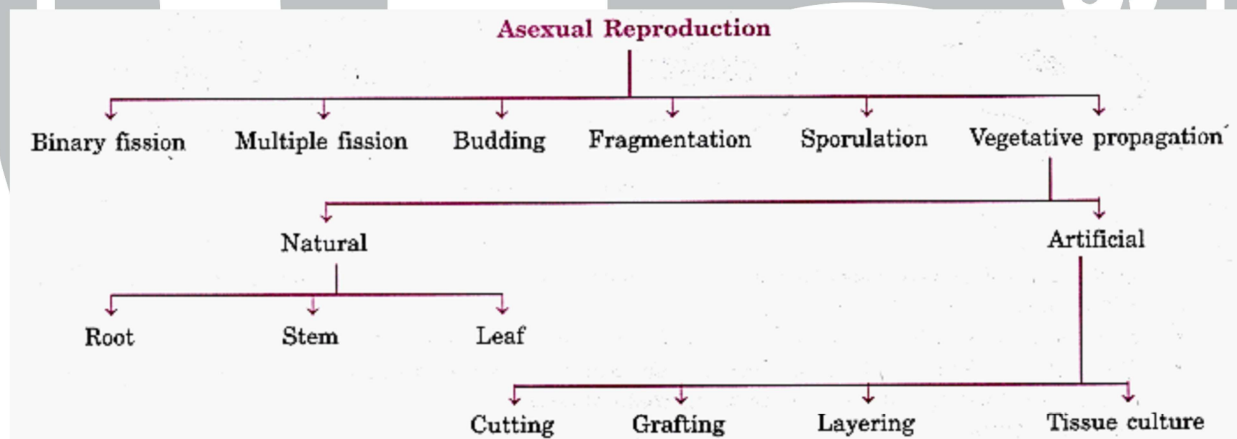 Asexual Reproduction
Binary fission Multiple fission Budding Fragmentation Sporulation Vegetative propagation
Natural Artificial
Root Stem Leaf
Cutting Grafting Layering Tissue culture